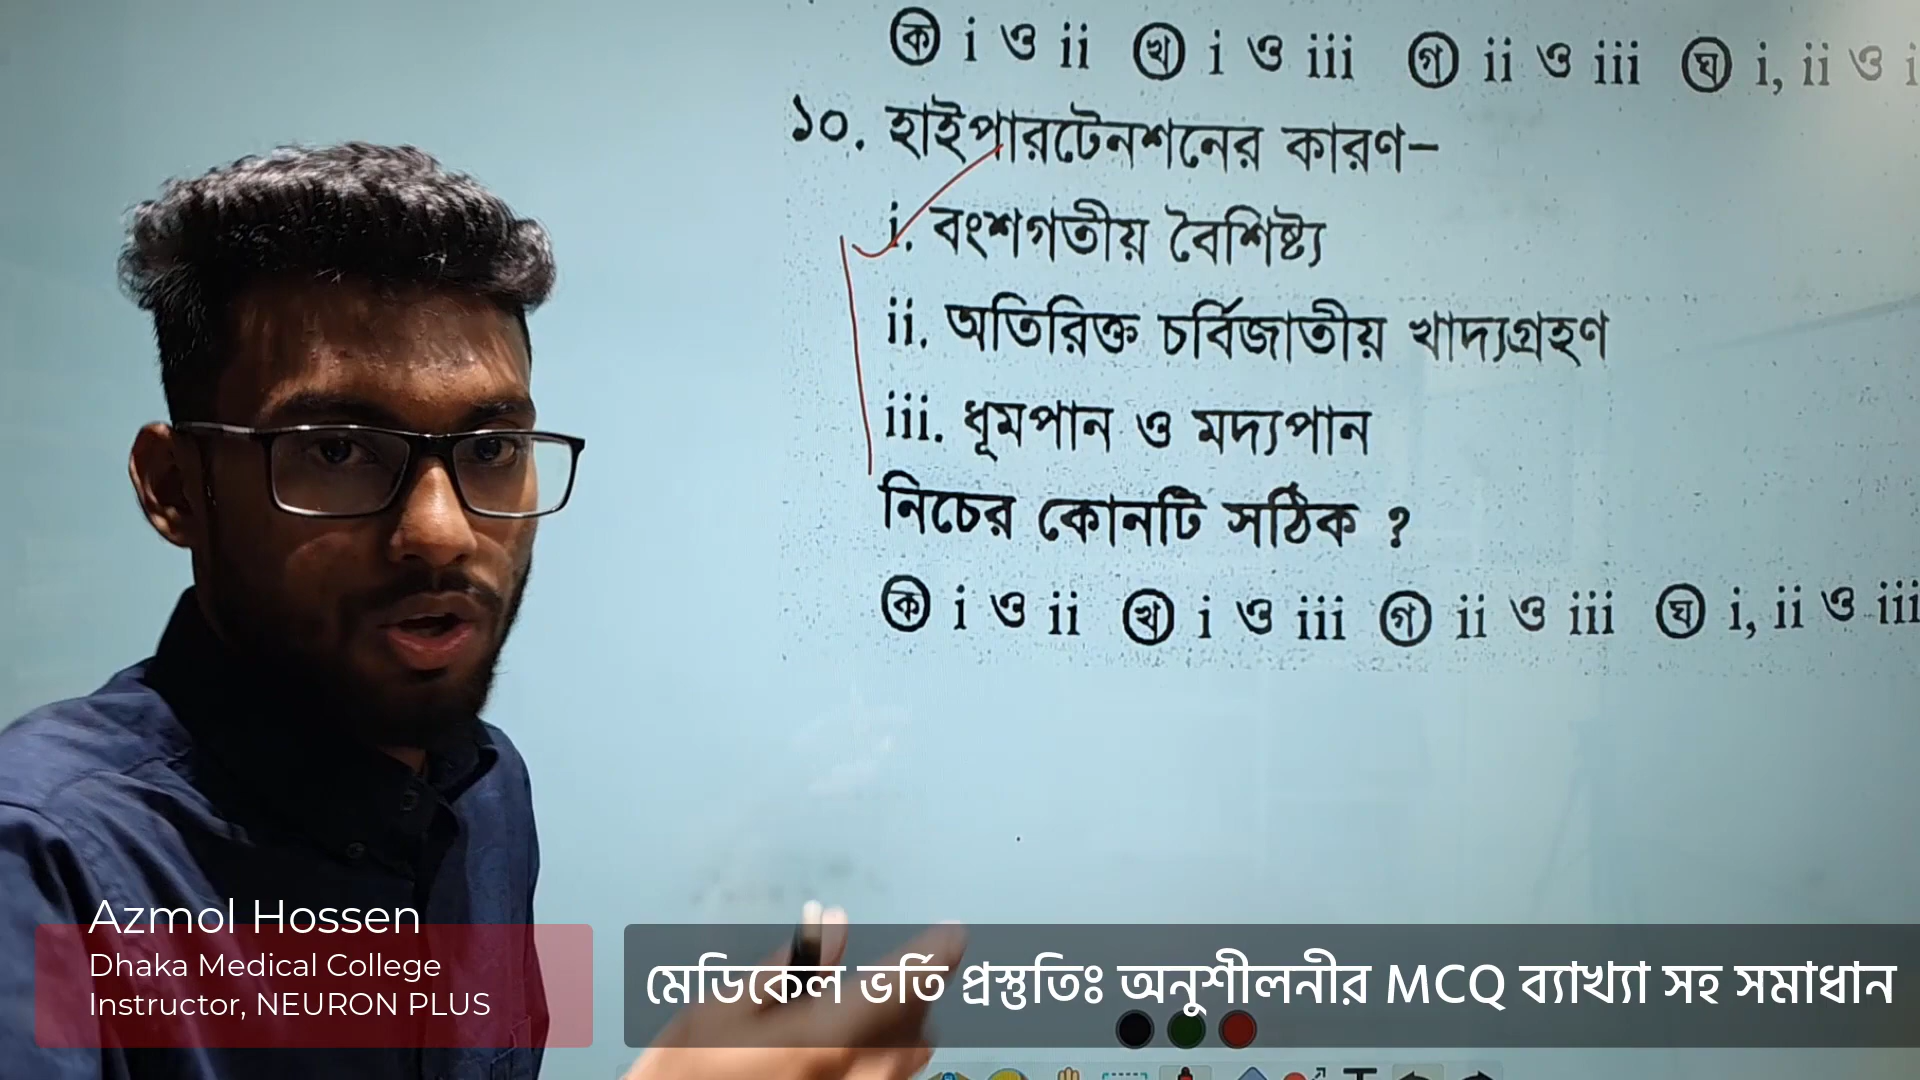 ক i ও ii খ i ও iii গ ii ও iii ঘ i, ii ও
১০. হাইপারটেনশনের কারণ–
i. বংশগতীয় বৈশিষ্ট্য
ii. অতিরিক্ত চর্বিজাতীয় খাদ্যগ্রহণ
iii. ধূমপান ও মদ্যপান
নিচের কোনটি সঠিক ?
ক i ও ii খ i ও iii গ ii ও iii ঘ i, ii ও iii
Azmol Hossen
Dhaka Medical College
Instructor, NEURON PLUS
মেডিকেল ভর্তি প্রস্তুতিঃ অনুশীলনীর MCQ ব্যাখ্যা সহ সমাধান